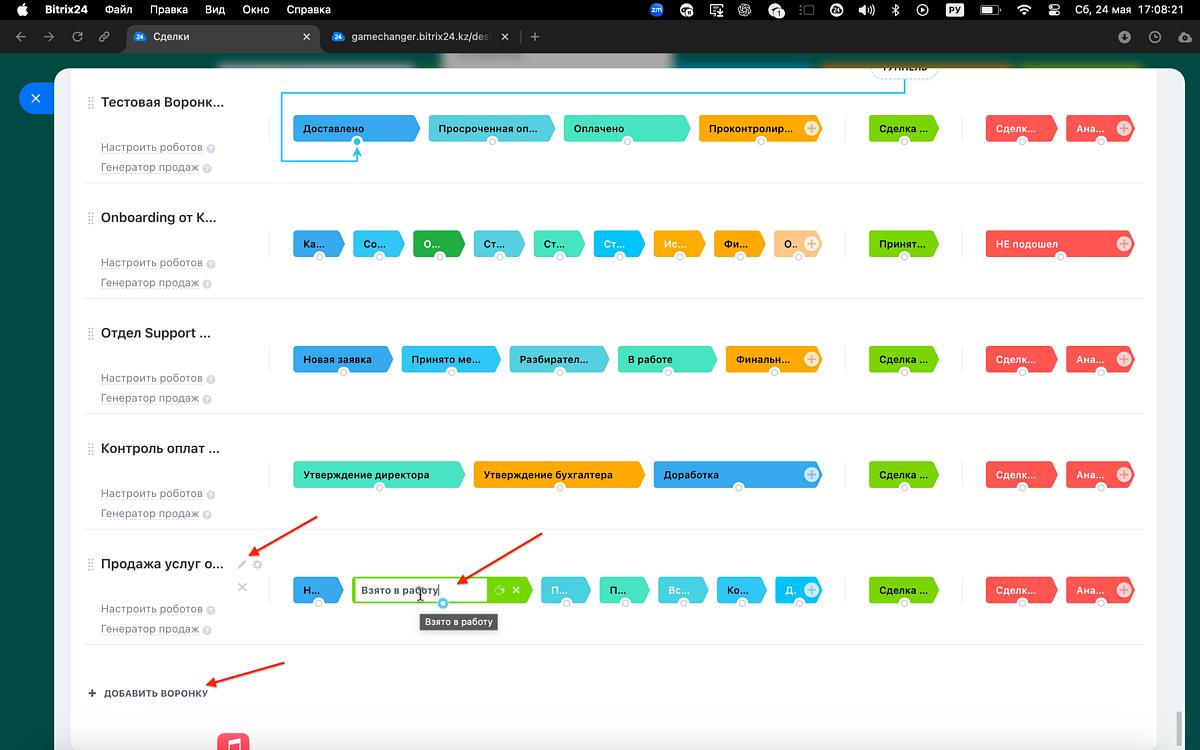 Bitrix24 Файл Правка Вид Окно Справка zm 24 РУ Сб, 24 мая 17:08:21
24 Сделки
24 gamechanger.bitrix24.kz/des
Тестовая Воронк...
Настроить роботов ?
Генератор продаж ?
Доставлено Просроченная оп... Оплачено Проконтролир... Сделка ... Сделк... Ана...
Onboarding от К...
Настроить роботов ?
Генератор продаж ?
Ка... Со... О... Ст... Ст... Ст... Ис... Фи... О.. Принят... НЕ подошел
Отдел Support ...
Настроить роботов ?
Генератор продаж ?
Новая заявка Принято ме... Разбирател... В работе Финальн... Сделка ... Сделк... Ана...
Контроль оплат ...
Настроить роботов ?
Генератор продаж ?
Утверждение директора Утверждение бухгалтера Доработка Сделка ... Сделк... Ана...
Продажа услуг о...
Настроить роботов ?
Генератор продаж ?
Н... Взято в работу П... П... Вс... Ко... Д. Сделка ... Сделк... Ана...
Взято в работу
+ ДОБАВИТЬ ВОРОНКУ